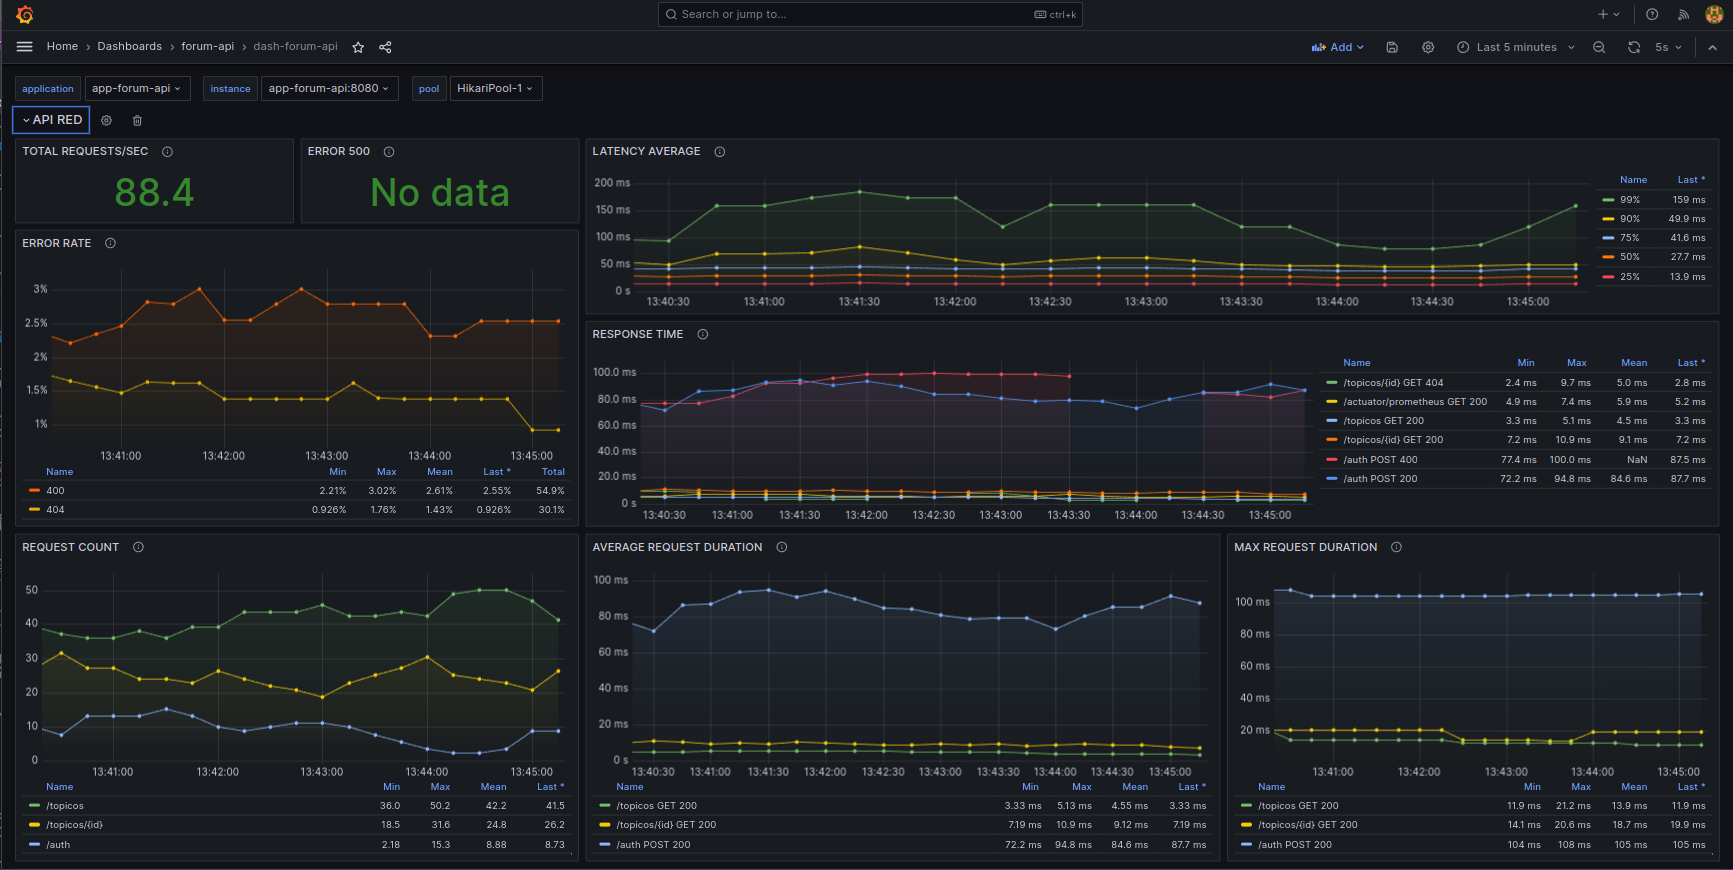 Search or jump to... ctrl+k
Home › Dashboards › forum-api › dash-forum-api
Add Last 5 minutes 5s
application app-forum-api instance app-forum-api:8080 pool HikariPool-1
API RED
TOTAL REQUESTS/SEC
88.4
ERROR 500
No data
LATENCY AVERAGE
200 ms
150 ms
100 ms
50 ms
0 s
13:40:30 13:41:00 13:41:30 13:42:00 13:42:30 13:43:00 13:43:30 13:44:00 13:44:30 13:45:00
Name Last *
99% 159 ms
90% 49.9 ms
75% 41.6 ms
50% 27.7 ms
25% 13.9 ms
ERROR RATE
3%
2.5%
2%
1.5%
1%
13:41:00 13:42:00 13:43:00 13:44:00 13:45:00
Name Min Max Mean Last * Total
400 2.21% 3.02% 2.61% 2.55% 54.9%
404 0.926% 1.76% 1.43% 0.926% 30.1%
RESPONSE TIME
100.0 ms
80.0 ms
60.0 ms
40.0 ms
20.0 ms
0 s
13:40:30 13:41:00 13:41:30 13:42:00 13:42:30 13:43:00 13:43:30 13:44:00 13:44:30 13:45:00
Name Min Max Mean Last *
/topicos/{id} GET 404 2.4 ms 9.7 ms 5.0 ms 2.8 ms
/actuator/prometheus GET 200 4.9 ms 7.4 ms 5.9 ms 5.2 ms
/topicos GET 200 3.3 ms 5.1 ms 4.5 ms 3.3 ms
/topicos/{id} GET 200 7.2 ms 10.9 ms 9.1 ms 7.2 ms
/auth POST 400 77.4 ms 100.0 ms NaN 87.5 ms
/auth POST 200 72.2 ms 94.8 ms 84.6 ms 87.7 ms
REQUEST COUNT
50
40
30
20
10
0
13:41:00 13:42:00 13:43:00 13:44:00 13:45:00
Name Min Max Mean Last *
/topicos 36.0 50.2 42.2 41.5
/topicos/{id} 18.5 31.6 24.8 26.2
/auth 2.18 15.3 8.88 8.73
AVERAGE REQUEST DURATION
100 ms
80 ms
60 ms
40 ms
20 ms
0 s
13:40:30 13:41:00 13:41:30 13:42:00 13:42:30 13:43:00 13:43:30 13:44:00 13:44:30 13:45:00
Name Min Max Mean Last *
/topicos GET 200 3.33 ms 5.13 ms 4.55 ms 3.33 ms
/topicos/{id} GET 200 7.19 ms 10.9 ms 9.12 ms 7.19 ms
/auth POST 200 72.2 ms 94.8 ms 84.6 ms 87.7 ms
MAX REQUEST DURATION
100 ms
80 ms
60 ms
40 ms
20 ms
13:41:00 13:42:00 13:43:00 13:44:00 13:45:00
Name Min Max Mean Last *
/topicos GET 200 11.9 ms 21.2 ms 13.9 ms 11.9 ms
/topicos/{id} GET 200 14.1 ms 20.6 ms 18.7 ms 19.9 ms
/auth POST 200 104 ms 108 ms 105 ms 105 ms